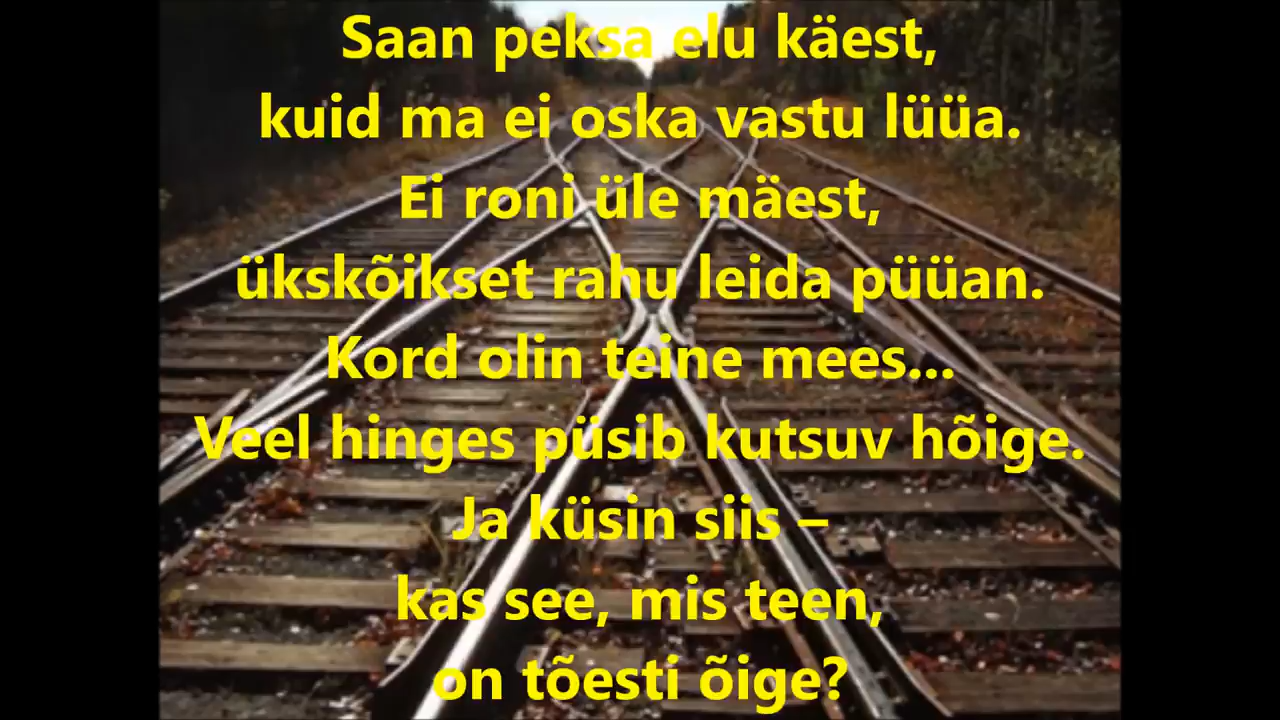 Saan peksa elu käest,
kuid ma ei oska vastu lüüa.
Ei roni üle mäest,
ükskõikset rahu leida püüan.
Kord olin teine mees...
Veel hinges püsib kutsuv hõige.
Ja küsin siis –
kas see, mis teen,
on tõesti õige?